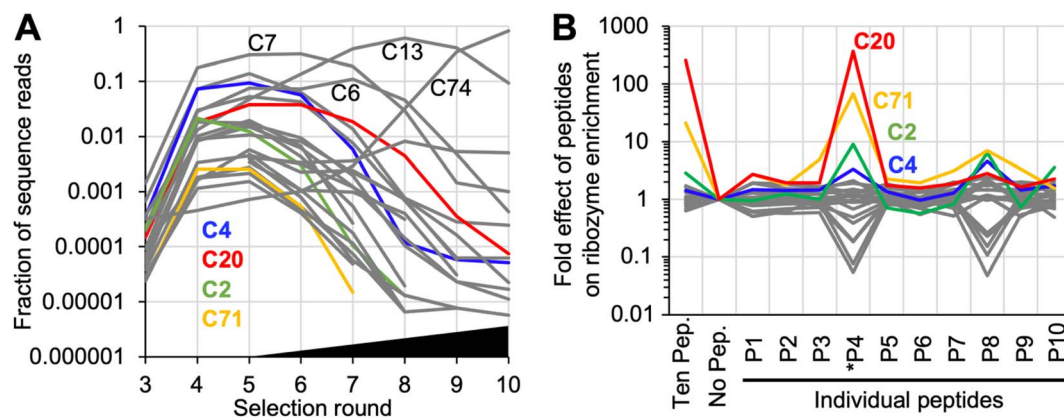 A
Fraction of sequence reads
1
0.1
0.01
0.001
0.0001
0.00001
0.000001
C7
C13
C6
C74
C4
C20
C2
C71
3 4 5 6 7 8 9 10
Selection round
B
Fold effect of peptides
on ribozyme enrichment
1000
100
10
1
0.1
0.01
C20
C71
C2
C4
Ten Pep.
No Pep.
P1
P2
P3
*P4
P5
P6
P7
P8
P9
P10
Individual peptides